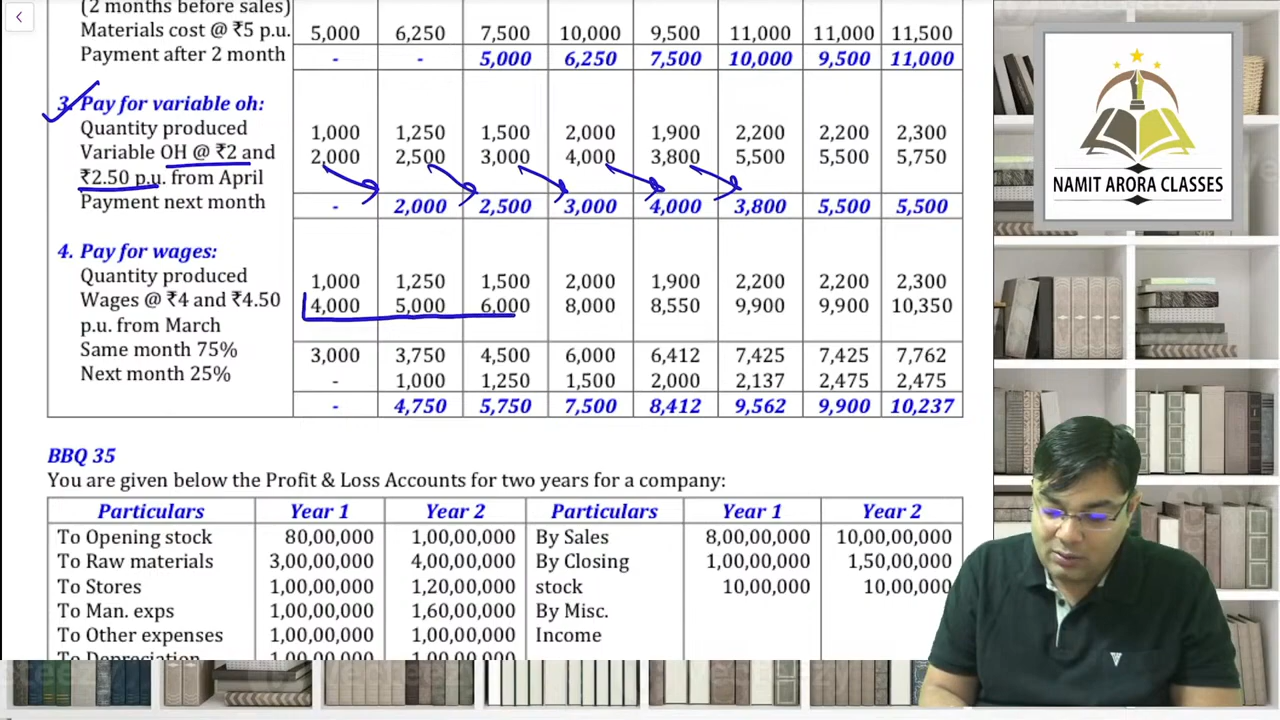 (2 months before sales)
Materials cost @ ₹5 p.u. 5,000 6,250 7,500 10,000 9,500 11,000 11,000 11,500
Payment after 2 month - - 5,000 6,250 7,500 10,000 9,500 11,000
3. Pay for variable oh:
Quantity produced 1,000 1,250 1,500 2,000 1,900 2,200 2,200 2,300
Variable OH @ ₹2 and 2,000 2,500 3,000 4,000 3,800 5,500 5,500 5,750
₹2.50 p.u. from April
Payment next month - 2,000 2,500 3,000 4,000 3,800 5,500 5,500
4. Pay for wages:
Quantity produced 1,000 1,250 1,500 2,000 1,900 2,200 2,200 2,300
Wages @ ₹4 and ₹4.50 4,000 5,000 6,000 8,000 8,550 9,900 9,900 10,350
p.u. from March
Same month 75% 3,000 3,750 4,500 6,000 6,412 7,425 7,425 7,762
Next month 25% - 1,000 1,250 1,500 2,000 2,137 2,475 2,475
- 4,750 5,750 7,500 8,412 9,562 9,900 10,237
BBQ 35
You are given below the Profit & Loss Accounts for two years for a company:
Particulars Year 1 Year 2 Particulars Year 1 Year 2
To Opening stock 80,00,000 1,00,00,000 By Sales 8,00,00,000 10,00,00,000
To Raw materials 3,00,00,000 4,00,00,000 By Closing 1,00,00,000 1,50,00,000
To Stores 1,00,00,000 1,20,00,000 stock 10,00,000 10,00,000
To Man. exps 1,00,00,000 1,60,00,000 By Misc.
To Other expenses 1,00,00,000 1,00,00,000 Income
To Depreciation 1,00,00,000 1,00,00,000
NAMIT ARORA CLASSES